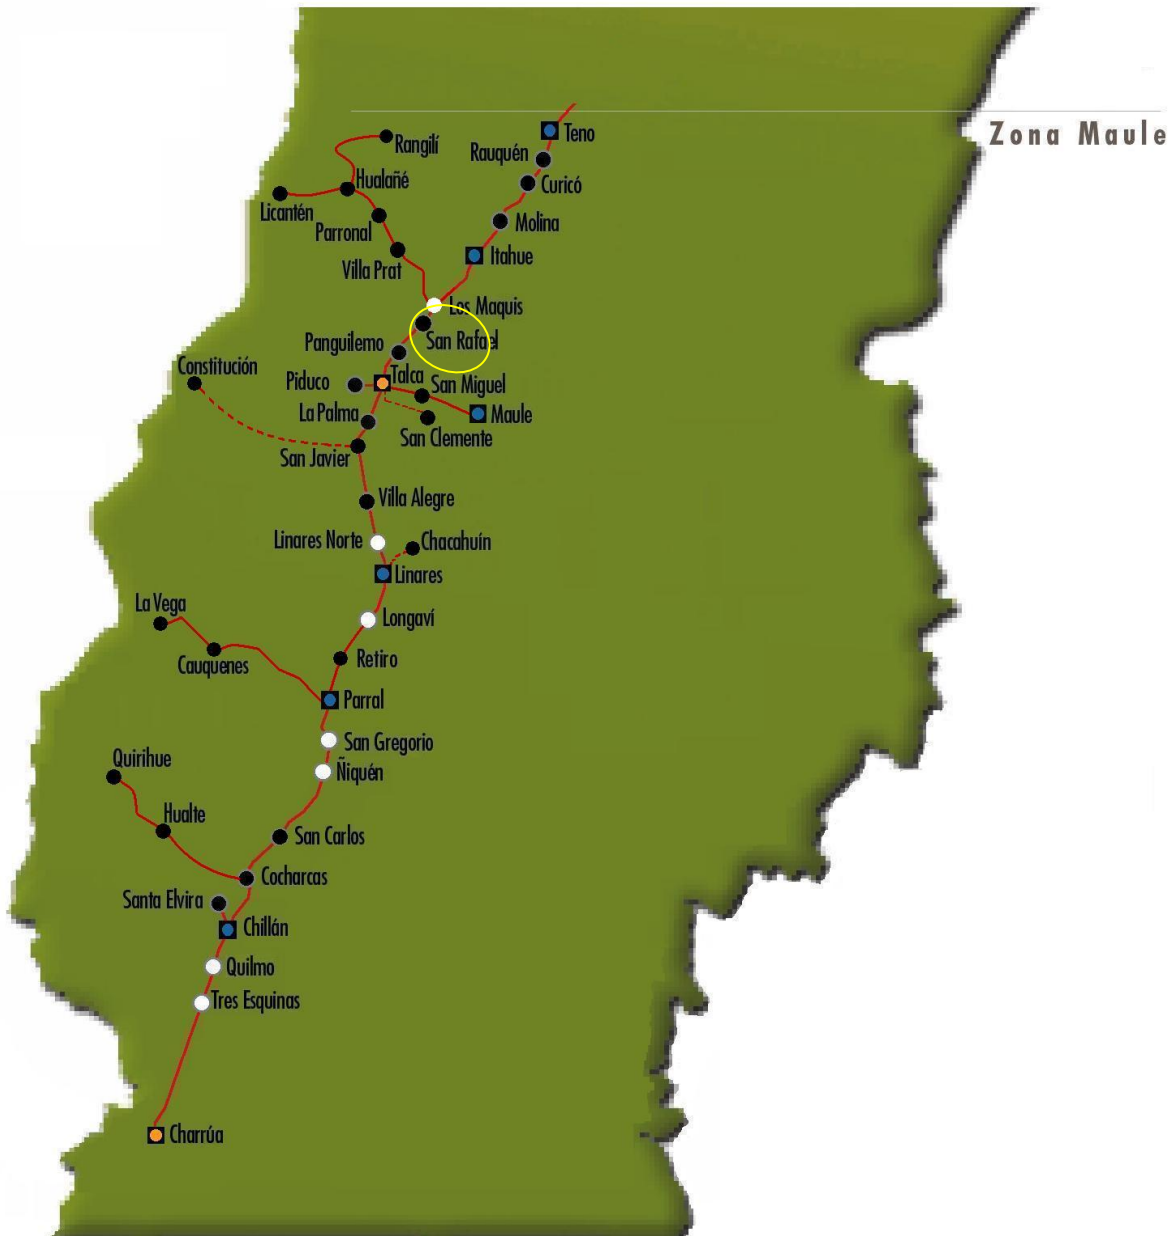 Teno
Zona Maule
Rangilí
Rauquén
Hualañé
Curicó
Licantén
Parronal
Molina
Villa Prat
Itahue
Los Maquis
San Rafael
Panguilemo
Constitución
Talca
Piduco
San Miguel
La Palma
Maule
San Clemente
San Javier
Villa Alegre
Linares Norte
Chacahuín
Linares
La Vega
Longaví
Cauquenes
Retiro
Parral
San Gregorio
Quirihue
Ñiquén
Hualte
San Carlos
Cocharcas
Santa Elvira
Chillán
Quilmo
Tres Esquinas
Charrúa